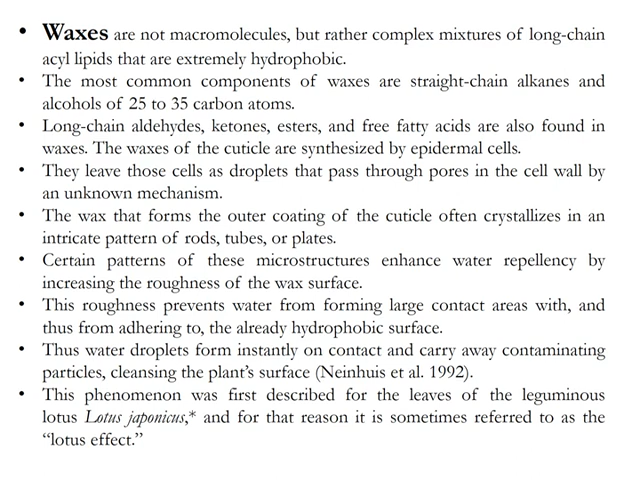 • Waxes are not macromolecules, but rather complex mixtures of long-chain
acyl lipids that are extremely hydrophobic.
• The most common components of waxes are straight-chain alkanes and
alcohols of 25 to 35 carbon atoms.
• Long-chain aldehydes, ketones, esters, and free fatty acids are also found in
waxes. The waxes of the cuticle are synthesized by epidermal cells.
• They leave those cells as droplets that pass through pores in the cell wall by
an unknown mechanism.
• The wax that forms the outer coating of the cuticle often crystallizes in an
intricate pattern of rods, tubes, or plates.
• Certain patterns of these microstructures enhance water repellency by
increasing the roughness of the wax surface.
• This roughness prevents water from forming large contact areas with, and
thus from adhering to, the already hydrophobic surface.
• Thus water droplets form instantly on contact and carry away contaminating
particles, cleansing the plant’s surface (Neinhuis et al. 1992).
• This phenomenon was first described for the leaves of the leguminous
lotus Lotus japonicus,* and for that reason it is sometimes referred to as the
“lotus effect.”